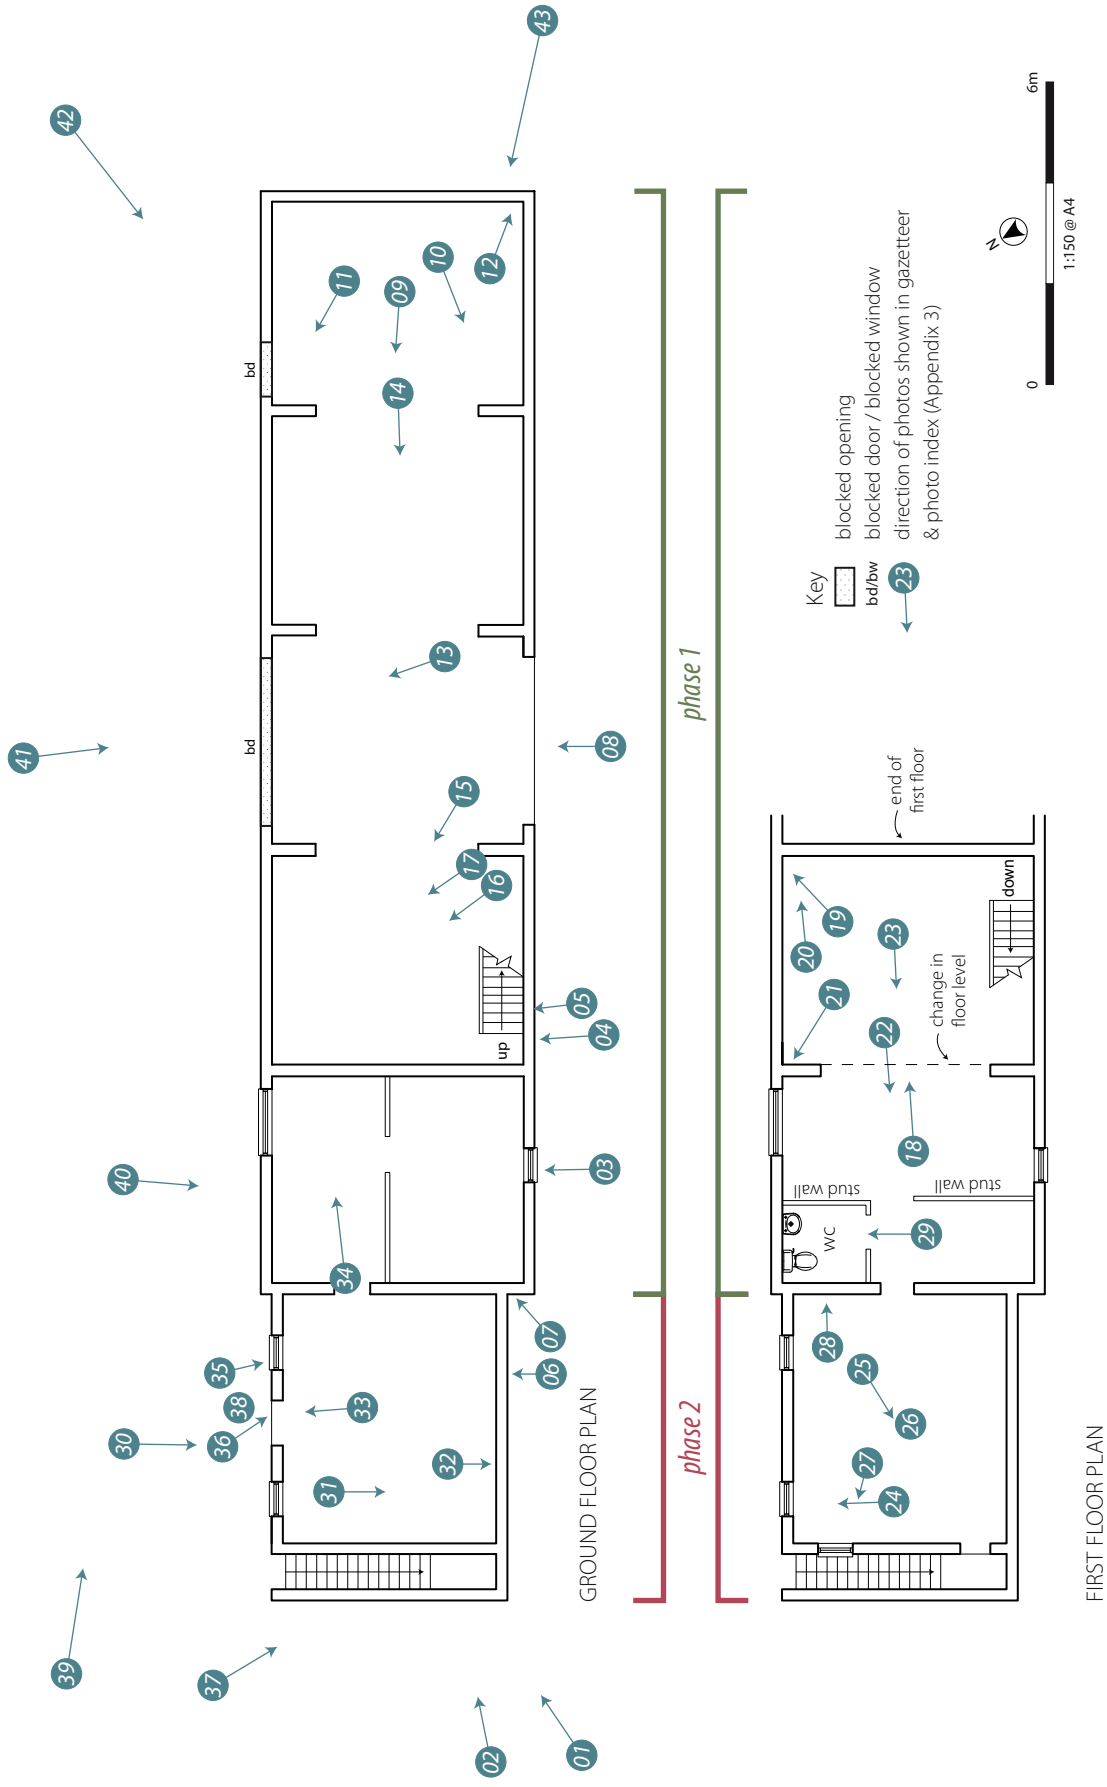 41
39
42
30
40
37
36
35
38
bd
bd
31
33
34
11
14
09
32
13
10
15
17
16
12
02
up
43
07
06
01
05
04
03
08
GROUND FLOOR PLAN
phase 2
phase 1
stud wall
WC
28
21
20
19
25
27
24
22
23
26
18
29
change in
floor level
end of
first floor
stud wall
down
FIRST FLOOR PLAN
Key
blocked opening
bd/bw
blocked door / blocked window
23
direction of photos shown in gazetteer
& photo index (Appendix 3)
N
0
6m
1:150 @ A4